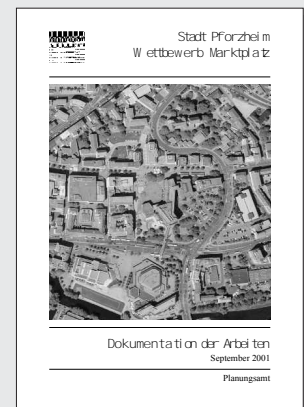 Stadt Pforzheim
Wettbewerb Marktplatz
Dokumentation der Arbeiten
September 2001
Planungsamt